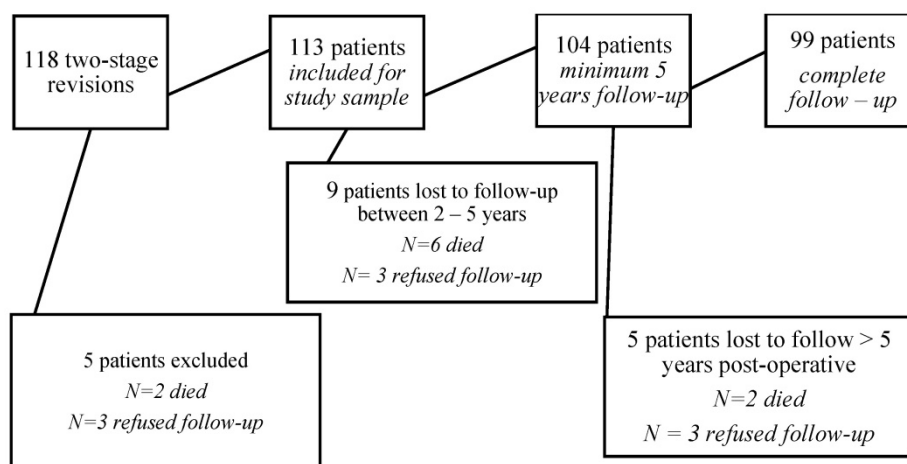 118 two-stage
revisions
113 patients
included for
study sample
104 patients
minimum 5
years follow-up
99 patients
complete
follow – up
9 patients lost to follow-up
between 2 – 5 years
N=6 died
N= 3 refused follow-up
5 patients excluded
N=2 died
N=3 refused follow-up
5 patients lost to follow > 5
years post-operative
N=2 died
N = 3 refused follow-up